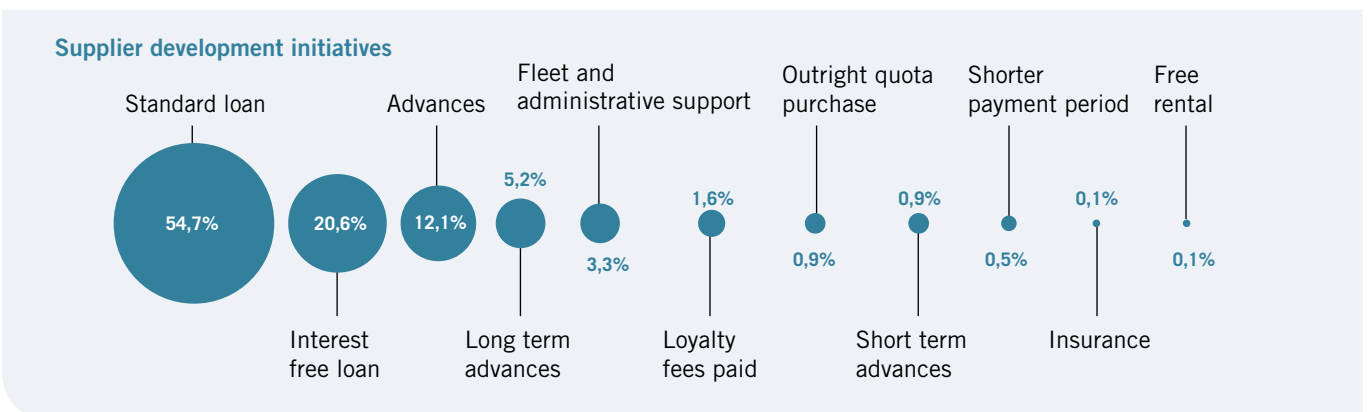 Supplier development initiatives
Standard loan
54,7%
Interest
free loan
20,6%
Advances
12,1%
Long term
advances
5,2%
Fleet and
administrative support
3,3%
Loyalty
fees paid
1,6%
Outright quota
purchase
0,9%
Short term
advances
0,9%
Shorter
payment period
0,5%
Insurance
0,1%
Free
rental
0,1%